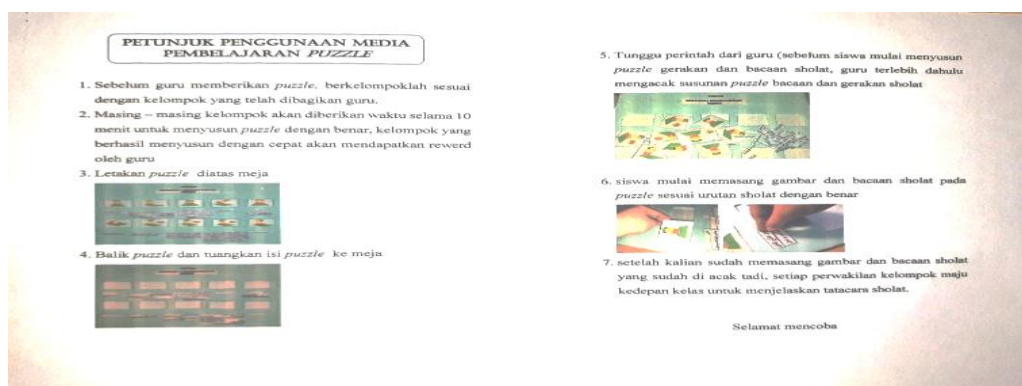 PETUNJUK PENGGUNAAN MEDIA
PEMBELAJARAN PUZZLE
1. Sebelum guru memberikan puzzle, berkelompoklah sesuai
dengan kelompok yang telah dibagikan guru.
2. Masing – masing kelompok akan diberikan waktu selama 10
menit untuk menyusun puzzle dengan benar, kelompok yang
berhasil menyusun dengan cepat akan mendapatkan rewerd
oleh guru
3. Letakan puzzle diatas meja
4. Balik puzzle dan tuangkan isi puzzle ke meja
5. Tunggu perintah dari guru (sebelum siswa mulai menyusun
puzzle gerakan dan bacaan sholat, guru terlebih dahulu
mengacak susunan puzzle bacaan dan gerakan sholat
6. siswa mulai memasang gambar dan bacaan sholat pada
puzzle sesuai urutan sholat dengan benar
7. setelah kalian sudah memasang gambar dan bacaan sholat
yang sudah di acak tadi, setiap perwakilan kelompok maju
kedepan kelas untuk menjelaskan tatacara sholat.
Selamat mencoba